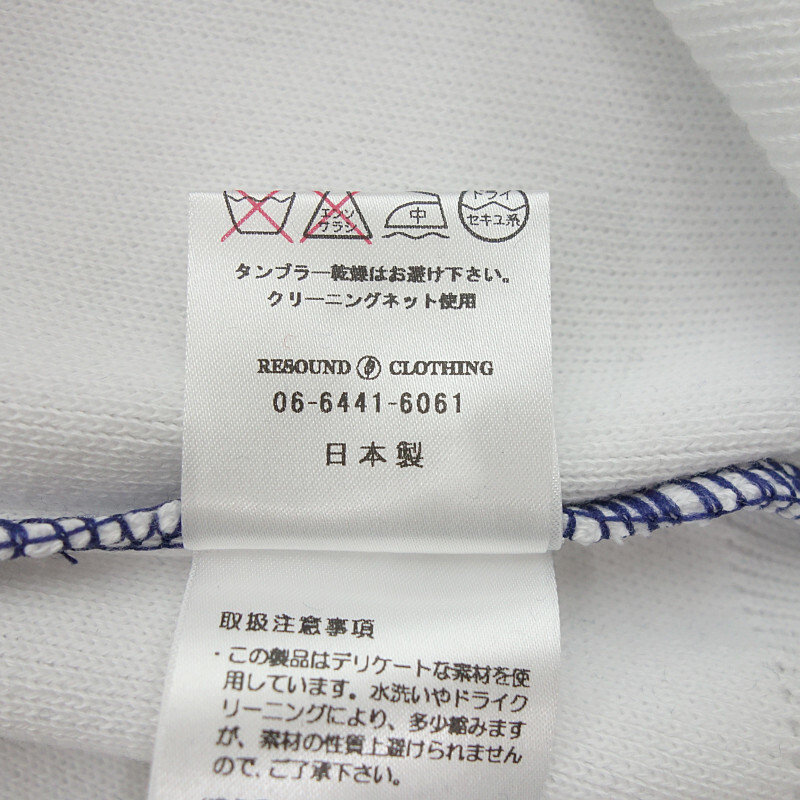 エンソ
サラシ
中
ドライ
セキユ系
タンブラー乾燥はお避け下さい。
クリーニングネット使用
RESOUND CLOTHING
06-6441-6061
日本製
取扱注意事項
・この製品はデリケートな素材を使
用しています。水洗いやドライク
リーニングにより、多少縮みます
が、素材の性質上避けられません
ので、ご了承下さい。